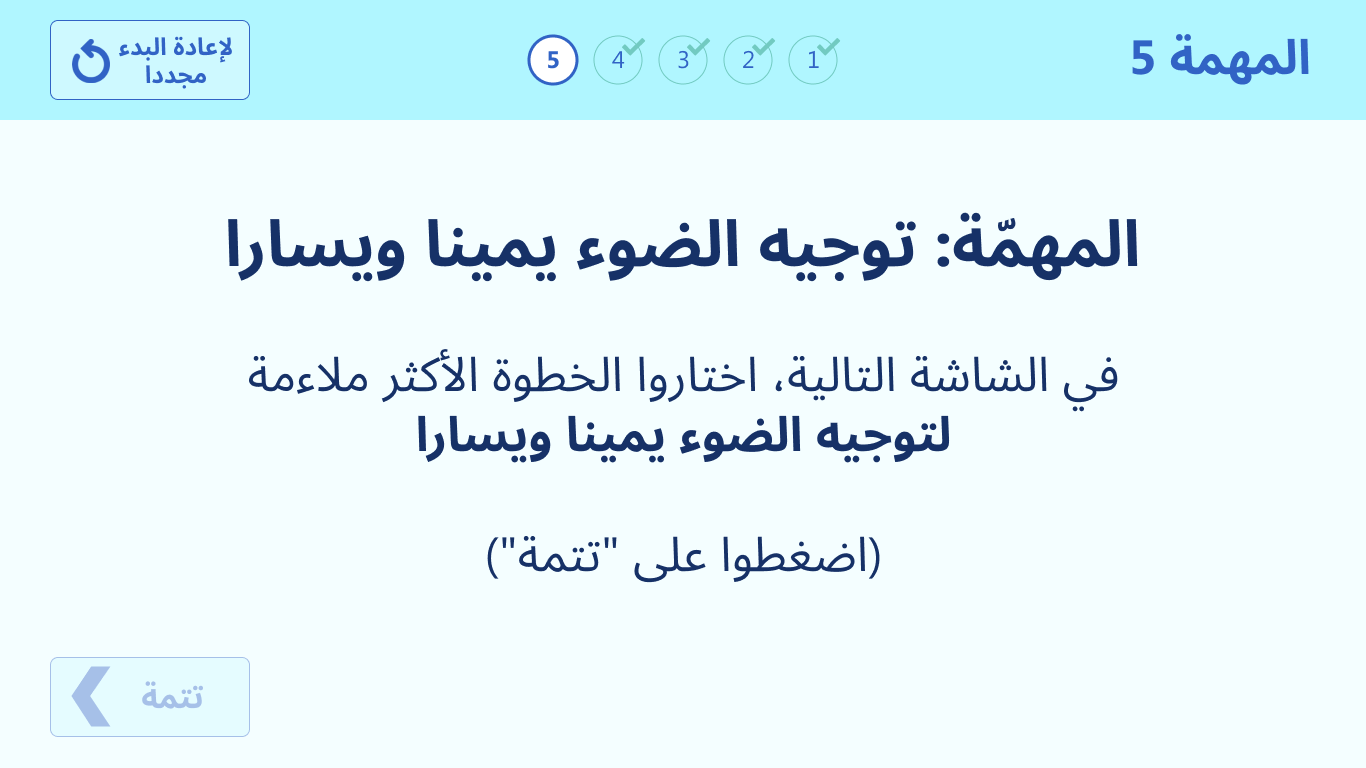 المهمة 5
1
2
3
4
5
لإعادة البدء
مجددا
المهمّة: توجيه الضوء يمينا ويسارا
في الشاشة التالية، اختاروا الخطوة الأكثر ملاءمة
لتوجيه الضوء يمينا ويسارا
(اضغطوا على "تتمة")
تتمة